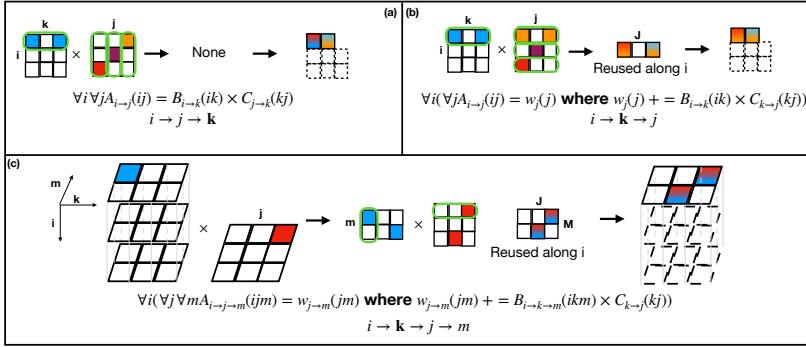 (a)
k
j
i
×
None
∀i ∀jA_{i→j}(ij) = B_{i→k}(ik) × C_{j→k}(kj)
i → j → k
(b)
k
j
i
×
J
Reused along i
∀i(∀jA_{i→j}(ij) = w_j(j) where w_j(j) + = B_{i→k}(ik) × C_{k→j}(kj))
i → k → j
(c)
m
k
i
×
j
m
×
J
M
Reused along i
∀i(∀j ∀mA_{i→j→m}(ijm) = w_{j→m}(jm) where w_{j→m}(jm) + = B_{i→k→m}(ikm) × C_{k→j}(kj))
i → k → j → m